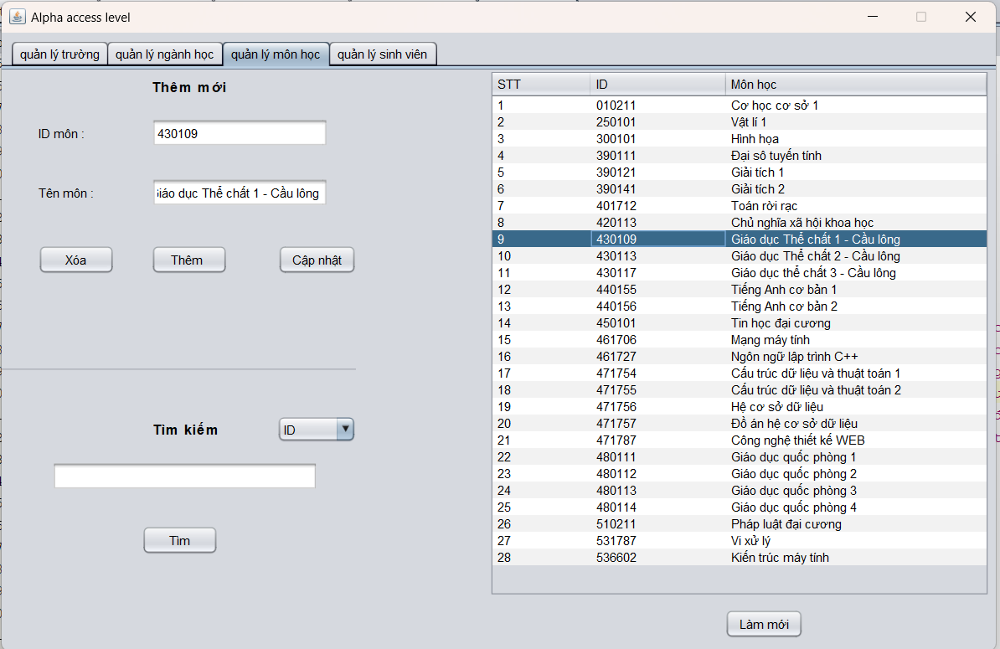 Alpha access level
quản lý trường quản lý ngành học quản lý môn học quản lý sinh viên
Thêm mới
ID môn : 430109
Tên môn : Giáo dục Thể chất 1 - Cầu lông
Xóa Thêm Cập nhật
Tìm kiếm ID
Tìm
STT ID Môn học
1 010211 Cơ học cơ sở 1
2 250101 Vật lí 1
3 300101 Hình họa
4 390111 Đại sô tuyến tính
5 390121 Giải tích 1
6 390141 Giải tích 2
7 401712 Toán rời rạc
8 420113 Chủ nghĩa xã hội khoa học
9 430109 Giáo dục Thể chất 1 - Cầu lông
10 430113 Giáo dục Thể chất 2 - Cầu lông
11 430117 Giáo dục thể chất 3 - Cầu lông
12 440155 Tiếng Anh cơ bản 1
13 440156 Tiếng Anh cơ bản 2
14 450101 Tin học đại cương
15 461706 Mạng máy tính
16 461727 Ngôn ngữ lập trình C++
17 471754 Cấu trúc dữ liệu và thuật toán 1
18 471755 Cấu trúc dữ liệu và thuật toán 2
19 471756 Hệ cơ sở dữ liệu
20 471757 Đồ án hệ cơ sở dữ liệu
21 471787 Công nghệ thiết kế WEB
22 480111 Giáo dục quốc phòng 1
23 480112 Giáo dục quốc phòng 2
24 480113 Giáo dục quốc phòng 3
25 480114 Giáo dục quốc phòng 4
26 510211 Pháp luật đại cương
27 531787 Vi xử lý
28 536602 Kiến trúc máy tính
Làm mới